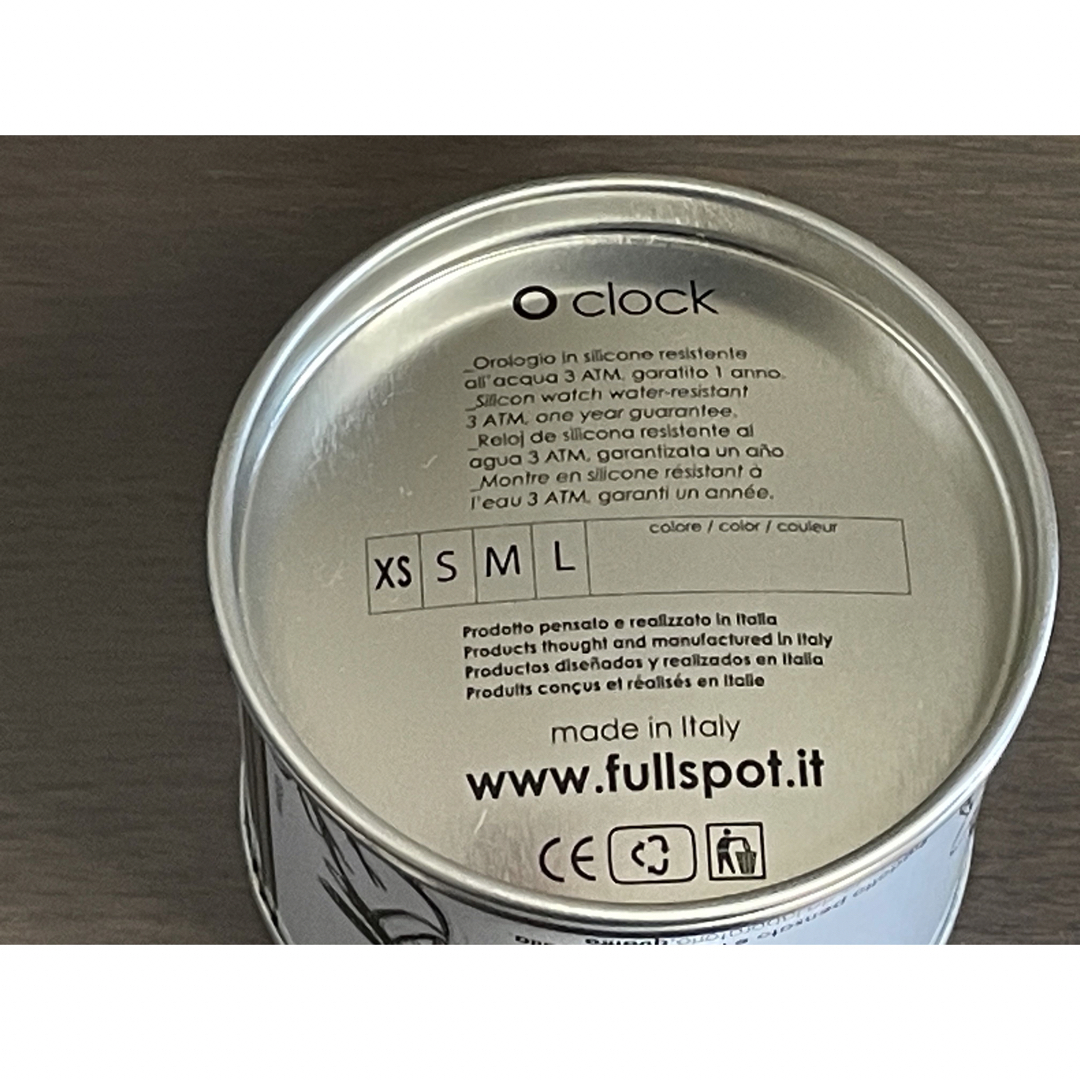 O clock
_Orologio in silicone resistente
all'acqua 3 ATM, garatito 1 anno.
_Silicon watch water-resistant
3 ATM, one year guarantee.
_Reloj de silicona resistente al
agua 3 ATM, garantizata un año
_Montre en silicone résistant à
l'eau 3 ATM, garanti un année.
colore / color / couleur
XS S M L
Prodotto pensato e realizzato in Italia
Products thought and manufactured in Italy
Productos diseñados y realizados en Italia
Produits conçus et réalisés en Italie
made in Italy
www.fullspot.it
CE